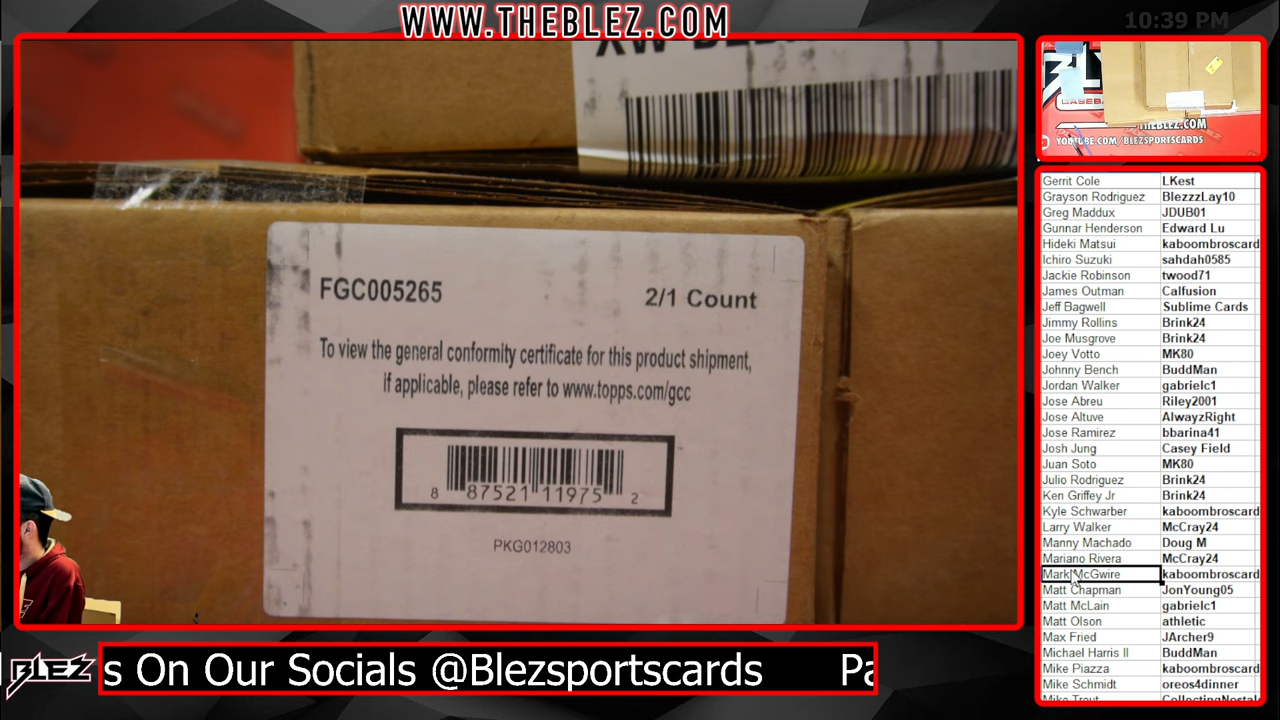 WWW.THEBLEZ.COM
10:39 PM
FGC005265
2/1 Count
To view the general conformity certificate for this product shipment,
if applicable, please refer to www.topps.com/gcc
8 87521 11975 2
PKG012803
THEBLEZ.COM
YOUTUBE.COM/BLEZSPORTSCARDS
Gerrit Cole LKest
Grayson Rodriguez BlezzzLay10
Greg Maddux JDUB01
Gunnar Henderson Edward Lu
Hideki Matsui kaboombroscard
Ichiro Suzuki sahdah0585
Jackie Robinson twood71
James Outman Calfusion
Jeff Bagwell Sublime Cards
Jimmy Rollins Brink24
Joe Musgrove Brink24
Joey Votto MK80
Johnny Bench BuddMan
Jordan Walker gabrielc1
Jose Abreu Riley2001
Jose Altuve AlwayzRight
Jose Ramirez bbarina41
Josh Jung Casey Field
Juan Soto MK80
Julio Rodriguez Brink24
Ken Griffey Jr Brink24
Kyle Schwarber kaboombroscard
Larry Walker McCray24
Manny Machado Doug M
Mariano Rivera McCray24
Mark McGwire kaboombroscard
Matt Chapman JonYoung05
Matt McLain gabrielc1
Matt Olson athletic
Max Fried JArcher9
Michael Harris II BuddMan
Mike Piazza kaboombroscard
Mike Schmidt oreos4dinner
Mike Trout CollectingNostal
BLEZ
s On Our Socials @Blezsportscards Pa